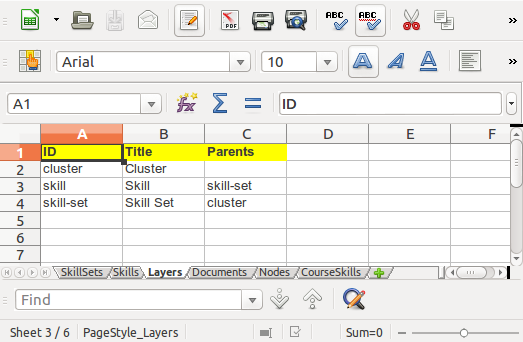 PDF ABC ABC »
Arial 10 A A A »
A1 fx Σ = ID
A B C D E F
1 ID Title Parents
2 cluster Cluster
3 skill Skill skill-set
4 skill-set Skill Set cluster
5
6
7
SkillSets Skills Layers Documents Nodes CourseSkills
Find
Sheet 3 / 6 PageStyle_Layers Sum=0